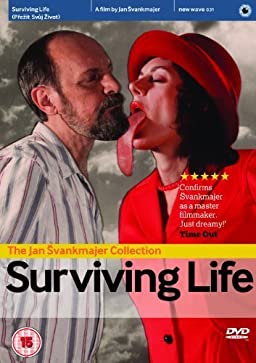 Surviving Life
(Přežít Svůj Život)
A film by Jan Švankmajer
new wave 031
★★★★★
'Confirms
Švankmajer
as a master
filmmaker.
Just dreamy!'
Time Out
The Jan Švankmajer Collection
Surviving Life
15
DVD